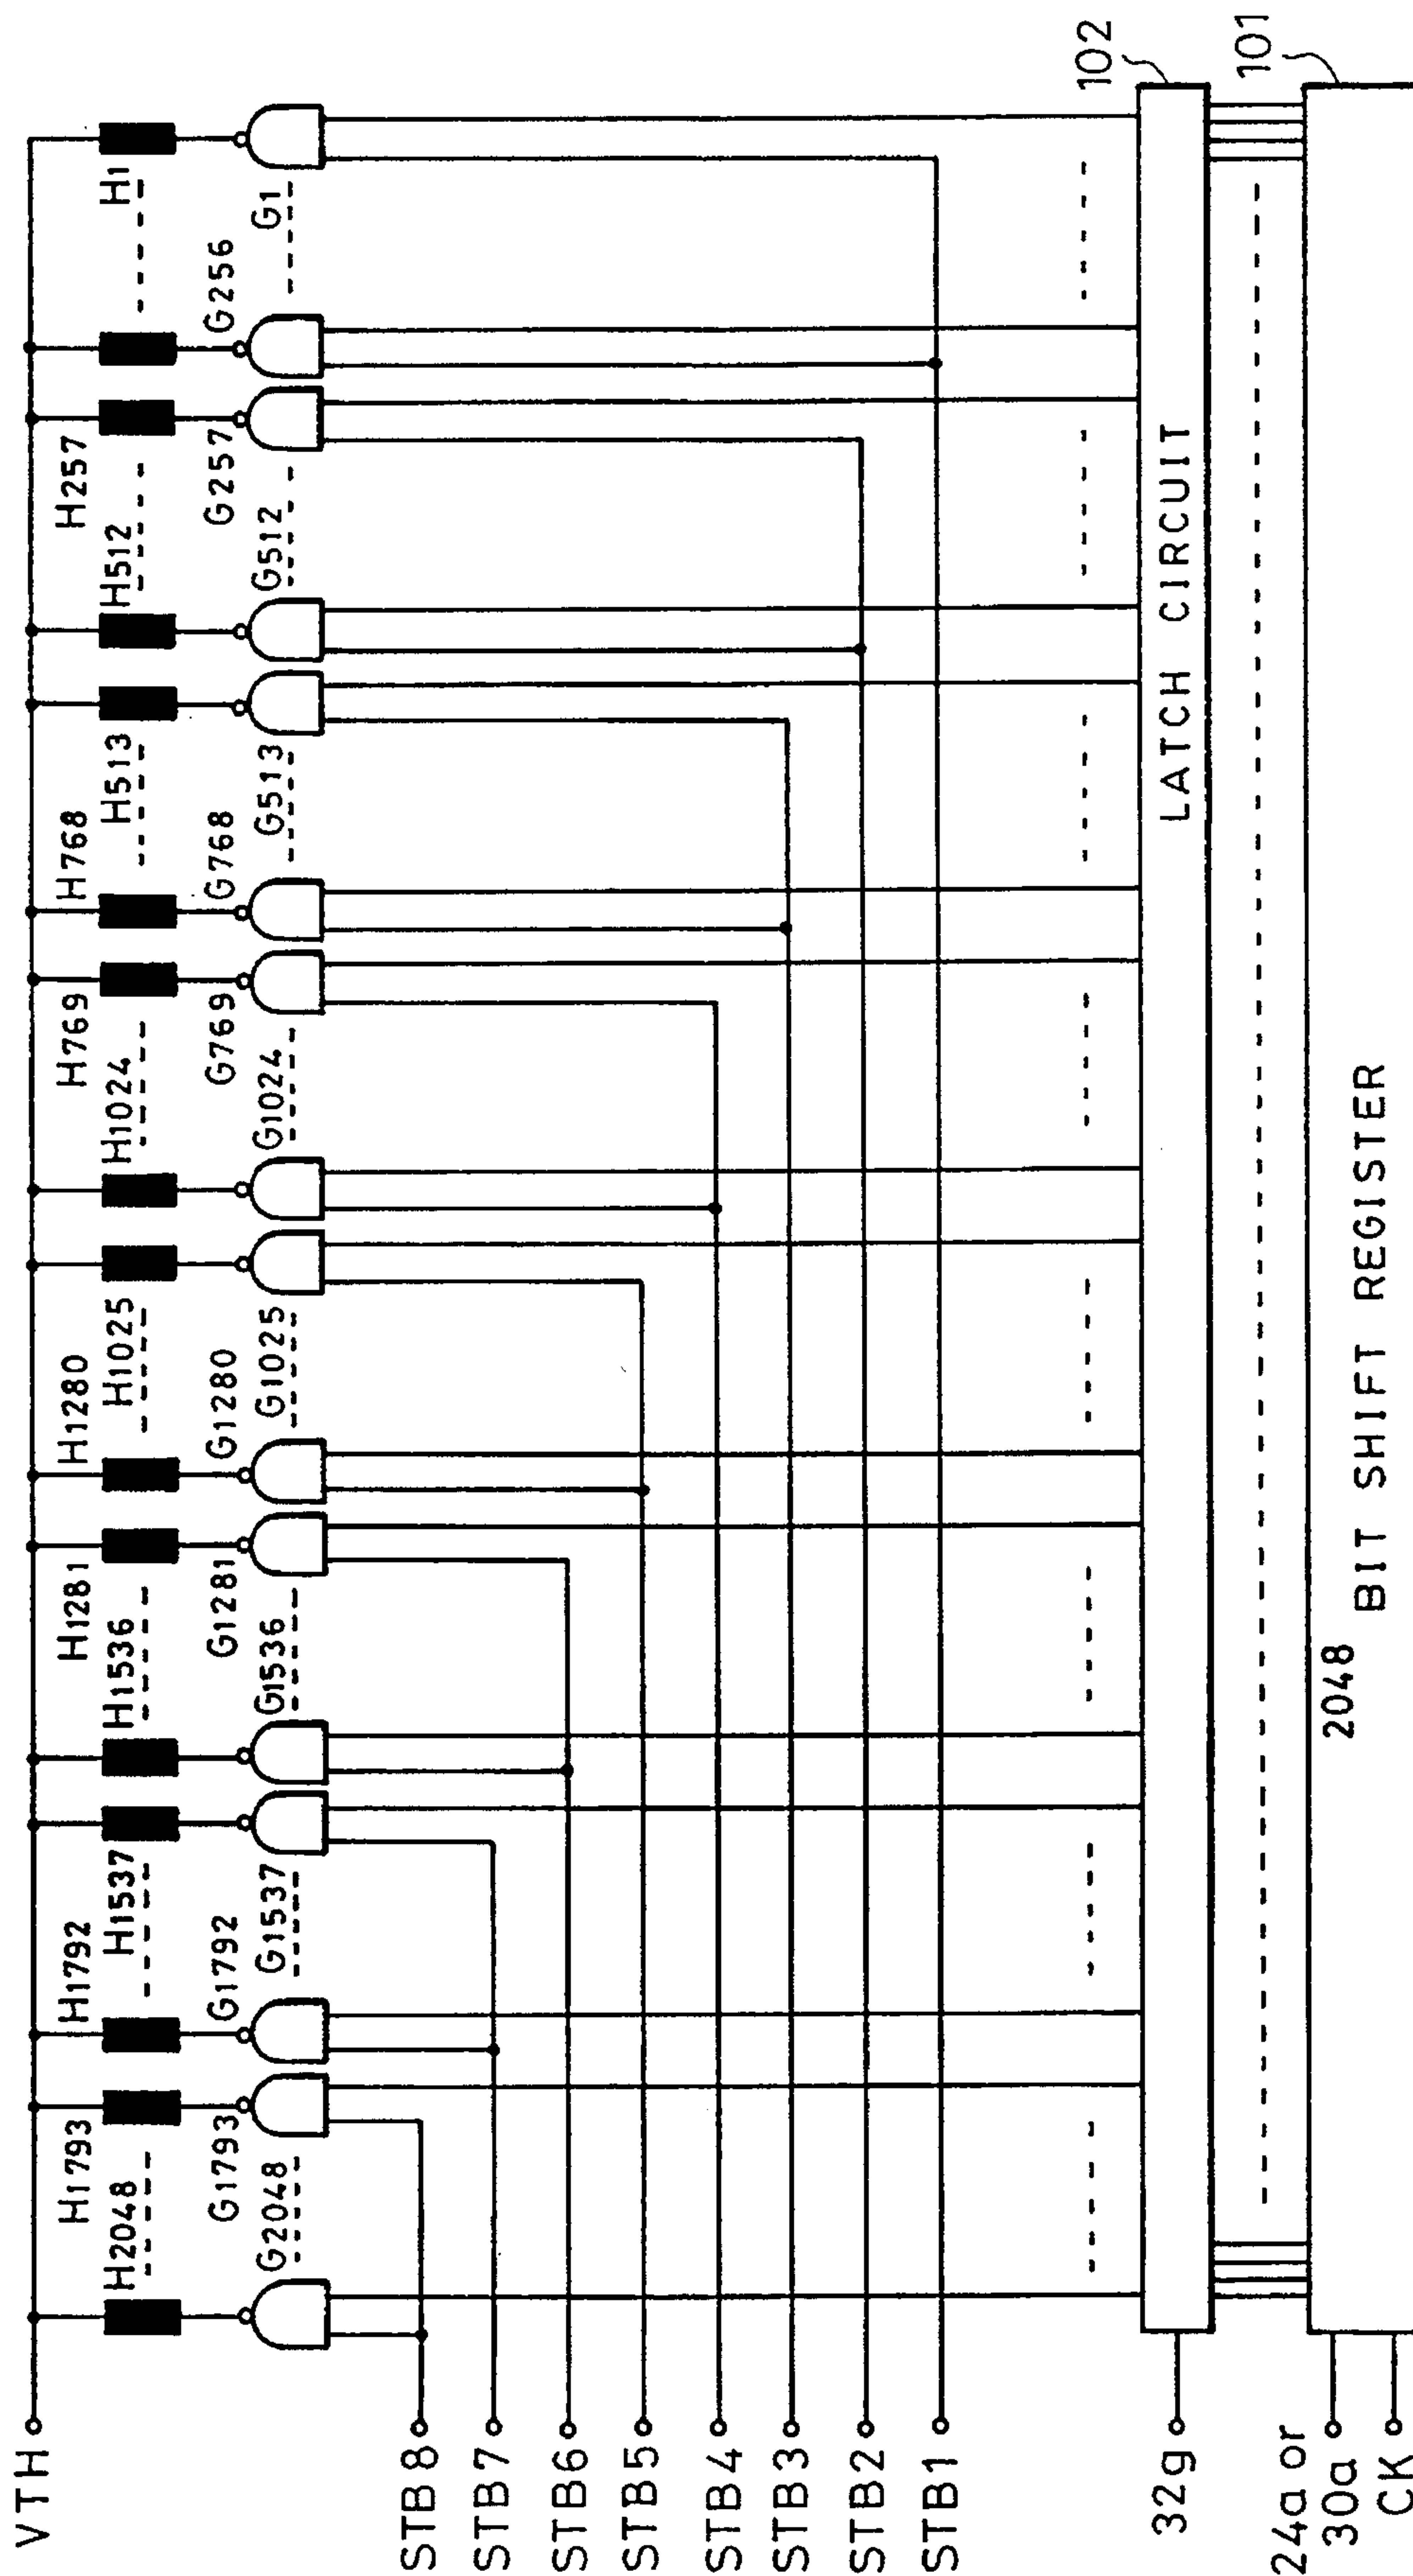 VTH
H2048
H1793
H1792
H1537
H1536
H1281
H1280
H1025
H1024
H769
H768
H513
H512
H257
H1
G2048
G1793
G1792
G1537
G1536
G1281
G1280
G1025
G1024
G769
G768
G513
G512
G257
G256
G1
STB8
STB7
STB6
STB5
STB4
STB3
STB2
STB1
102
32g
LATCH CIRCUIT
101
24a or
30a
CK
2048
BIT SHIFT REGISTER